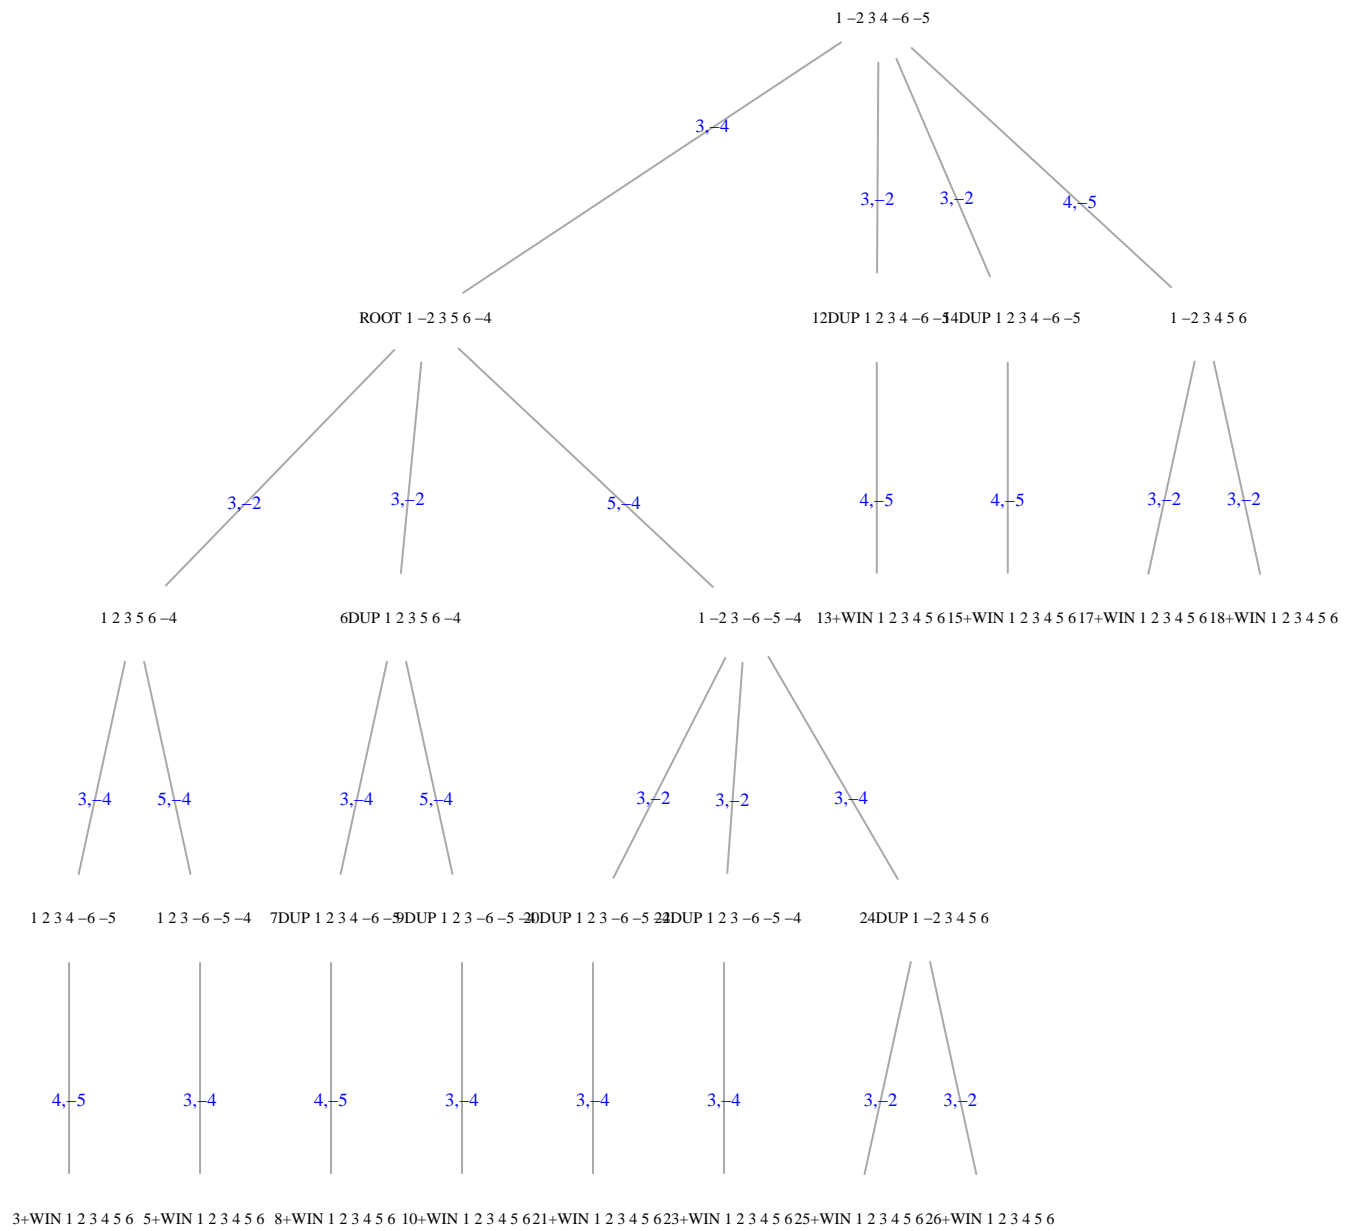 1 −2 3 4 −6 −5
3,−4
3,−2 3,−2 4,−5
ROOT 1 −2 3 5 6 −4 12DUP 1 2 3 4 −6 −5 14DUP 1 2 3 4 −6 −5 1 −2 3 4 5 6
3,−2 3,−2 5,−4 4,−5 4,−5 3,−2 3,−2
1 2 3 5 6 −4 6DUP 1 2 3 5 6 −4 1 −2 3 −6 −5 −4 13+WIN 1 2 3 4 5 6 15+WIN 1 2 3 4 5 6 17+WIN 1 2 3 4 5 6 18+WIN 1 2 3 4 5 6
3,−4 5,−4 3,−4 5,−4 3,−2 3,−2 3,−4
1 2 3 4 −6 −5 1 2 3 −6 −5 −4 7DUP 1 2 3 4 −6 −5 9DUP 1 2 3 −6 −5 −4 20DUP 1 2 3 −6 −5 −4 22DUP 1 2 3 −6 −5 −4 24DUP 1 −2 3 4 5 6
4,−5 3,−4 4,−5 3,−4 3,−4 3,−4 3,−2 3,−2
3+WIN 1 2 3 4 5 6 5+WIN 1 2 3 4 5 6 8+WIN 1 2 3 4 5 6 10+WIN 1 2 3 4 5 6 21+WIN 1 2 3 4 5 6 23+WIN 1 2 3 4 5 6 25+WIN 1 2 3 4 5 6 26+WIN 1 2 3 4 5 6